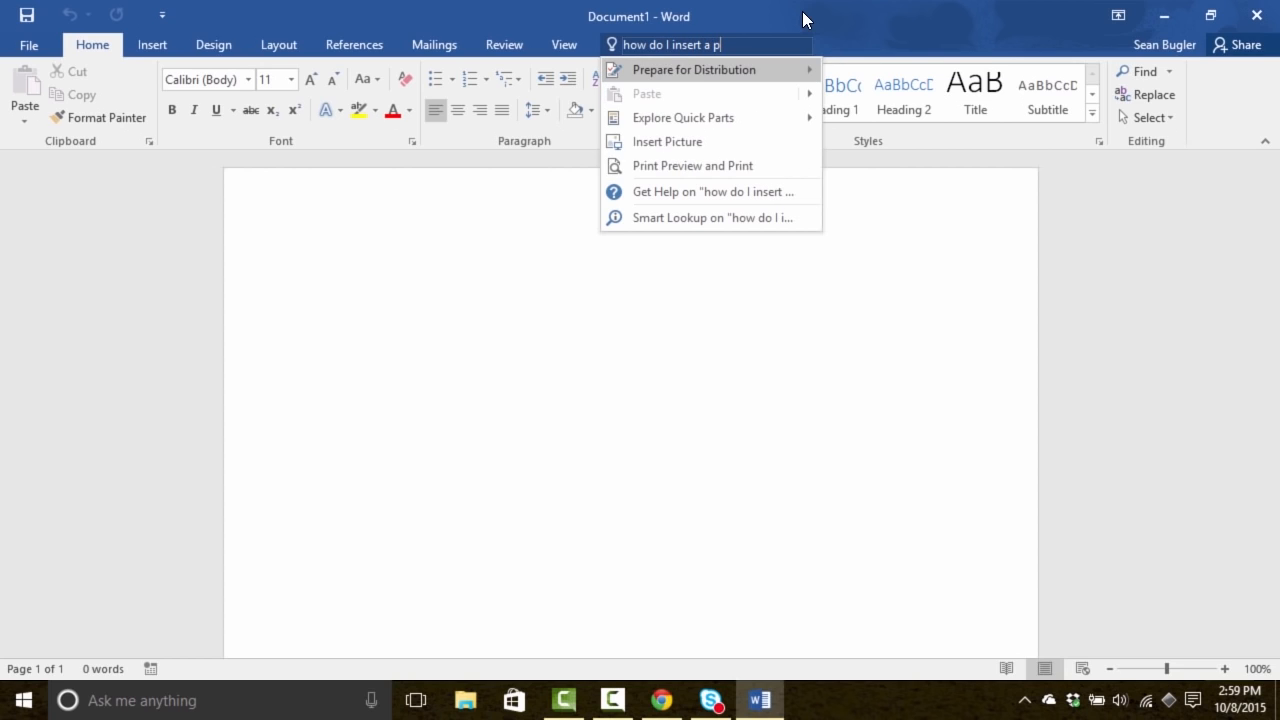 Document1 - Word
File Home Insert Design Layout References Mailings Review View how do I insert a p Sean Bugler Share
Paste
Cut
Copy
Format Painter
Clipboard
Calibri (Body) 11 Aa
B I U abc x₂ x² A ab A
Font
Paragraph
Prepare for Distribution
Paste
Explore Quick Parts
Insert Picture
Print Preview and Print
Get Help on "how do I insert ...
Smart Lookup on "how do I i...
BbCc AaBbCcD AaB AaBbCcD
ading 1 Heading 2 Title Subtitle
Styles
Find
Replace
Select
Editing
Page 1 of 1 0 words 100%
Ask me anything
2:59 PM
10/8/2015